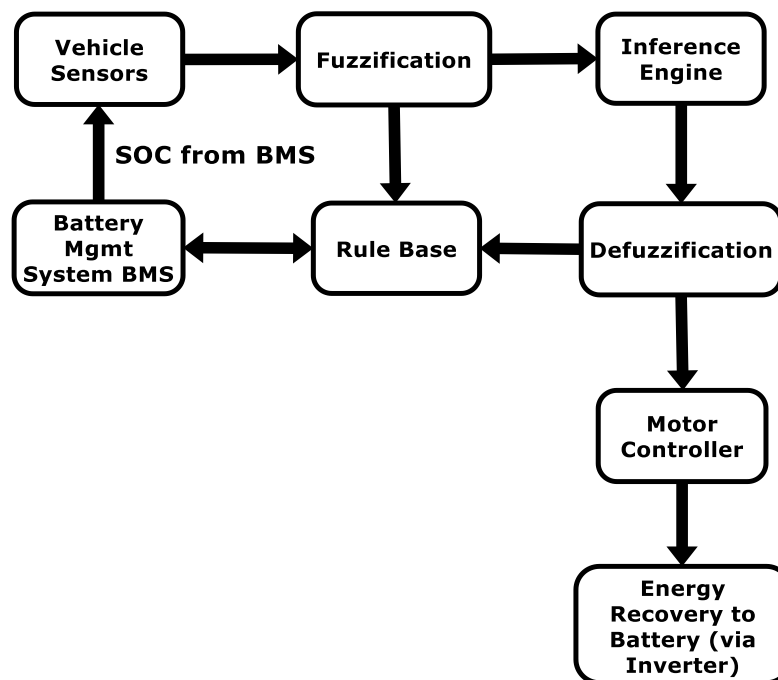 Vehicle
Sensors
Fuzzification
Inference
Engine
SOC from BMS
Battery
Mgmt
System BMS
Rule Base
Defuzzification
Motor
Controller
Energy
Recovery to
Battery (via
Inverter)